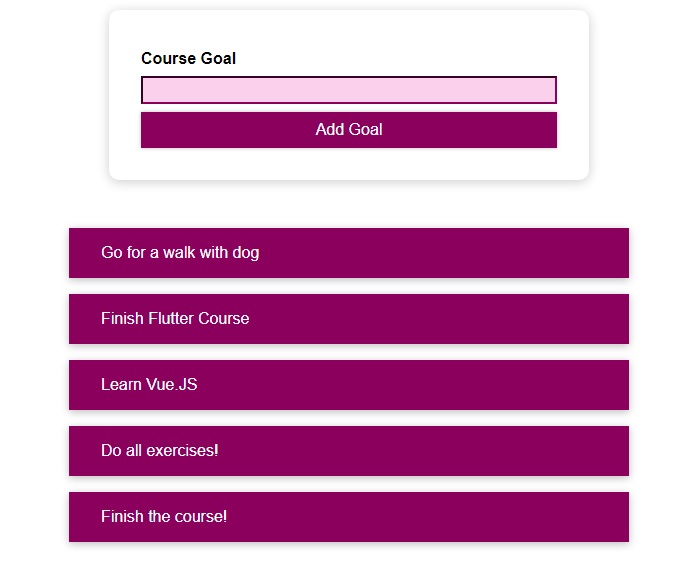 Course Goal
Add Goal
Go for a walk with dog
Finish Flutter Course
Learn Vue.JS
Do all exercises!
Finish the course!